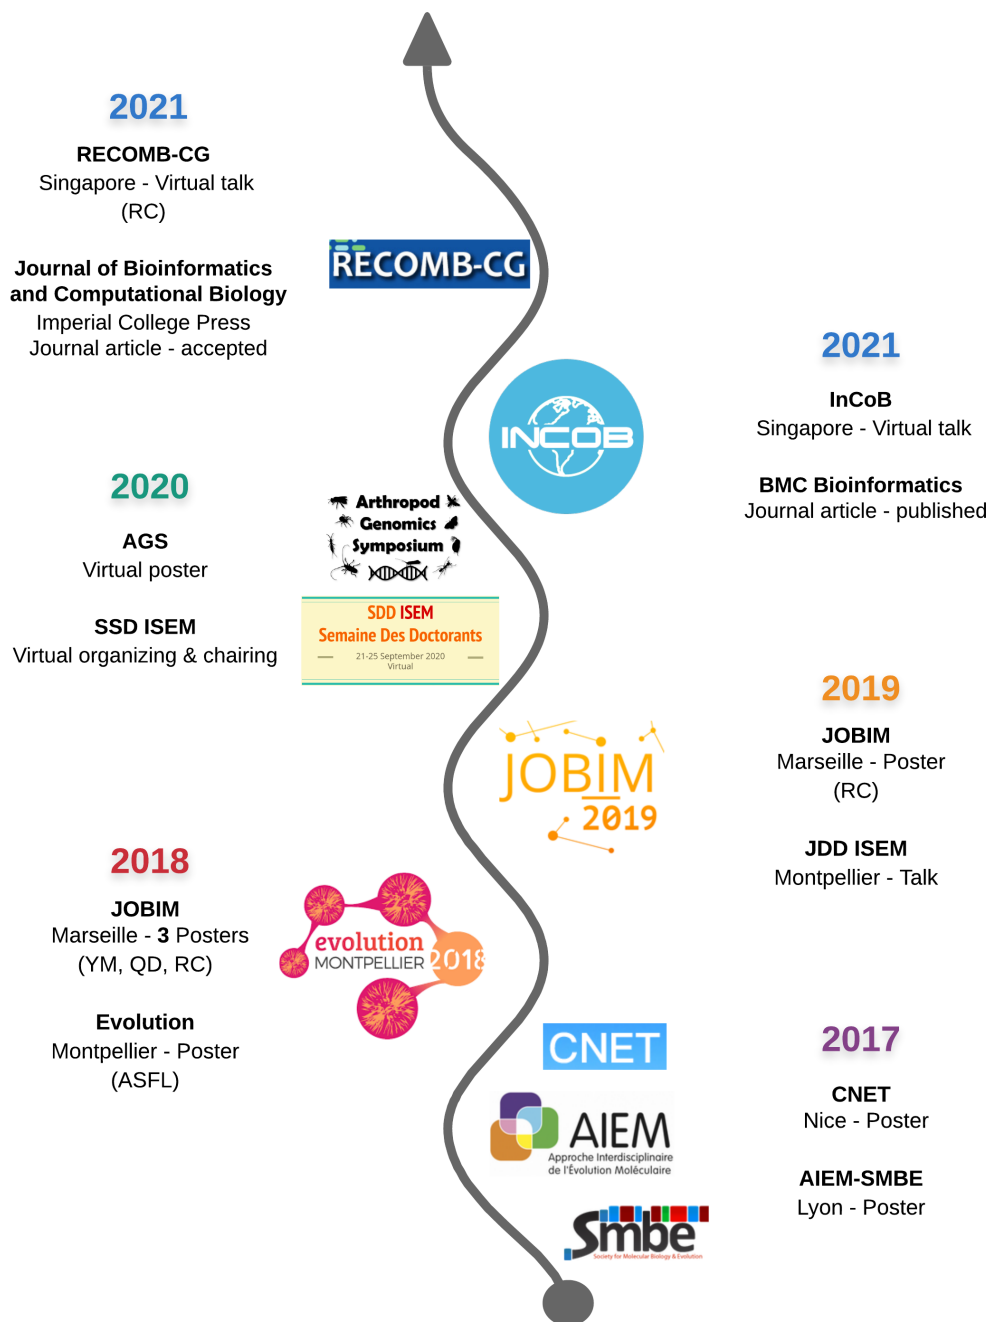 2021
RECOMB-CG
Singapore - Virtual talk
(RC)
Journal of Bioinformatics
and Computational Biology
Imperial College Press
Journal article - accepted
RECOMB-CG
2021
InCoB
Singapore - Virtual talk
BMC Bioinformatics
Journal article - published
INCOB
2020
AGS
Virtual poster
SSD ISEM
Virtual organizing & chairing
Arthropod
Genomics
Symposium
SDD ISEM
Semaine Des Doctorants
21-25 September 2020
Virtual
2019
JOBIM
Marseille - Poster
(RC)
JDD ISEM
Montpellier - Talk
JOBIM
2019
2018
JOBIM
Marseille - 3 Posters
(YM, QD, RC)
Evolution
Montpellier - Poster
(ASFL)
evolution
MONTPELLIER 2018
2017
CNET
Nice - Poster
AIEM-SMBE
Lyon - Poster
CNET
AIEM
Approche Interdisciplinaire
de l'Évolution Moléculaire
Smbe
Society for Molecular Biology & Evolution